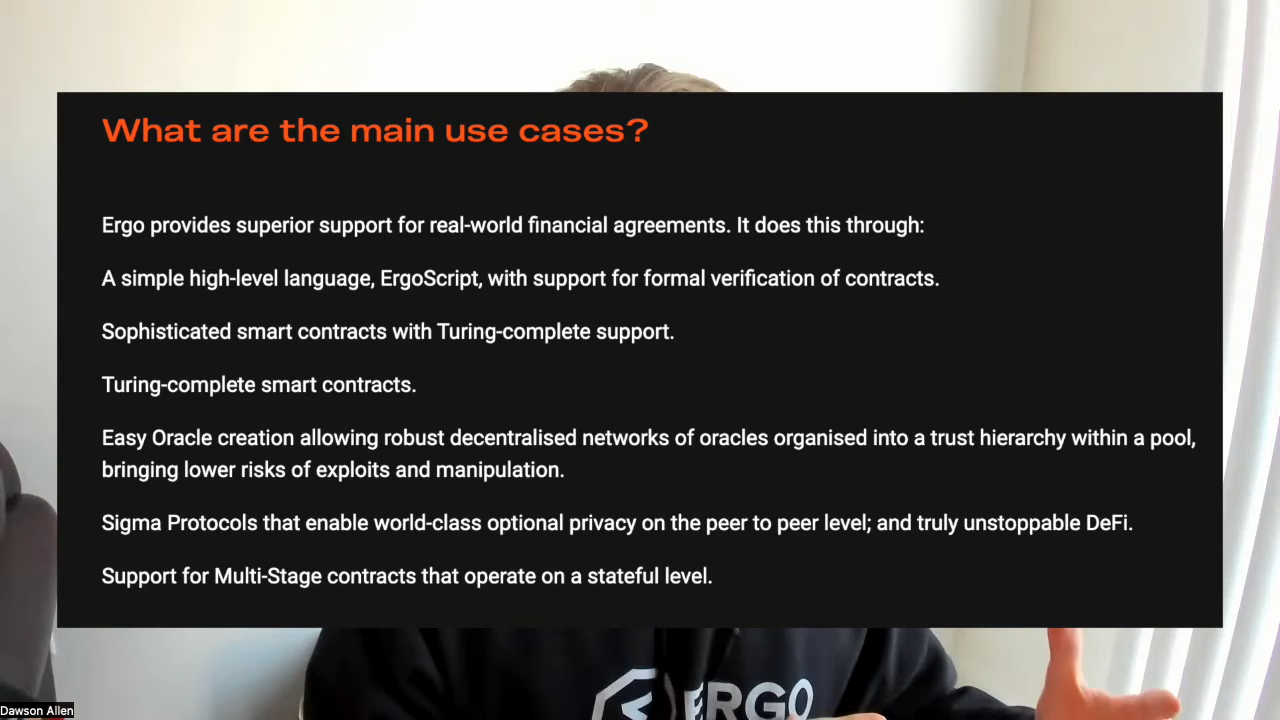 What are the main use cases?
Ergo provides superior support for real-world financial agreements. It does this through:
A simple high-level language, ErgoScript, with support for formal verification of contracts.
Sophisticated smart contracts with Turing-complete support.
Turing-complete smart contracts.
Easy Oracle creation allowing robust decentralised networks of oracles organised into a trust hierarchy within a pool,
bringing lower risks of exploits and manipulation.
Sigma Protocols that enable world-class optional privacy on the peer to peer level; and truly unstoppable DeFi.
Support for Multi-Stage contracts that operate on a stateful level.
ERGO
Dawson Allen